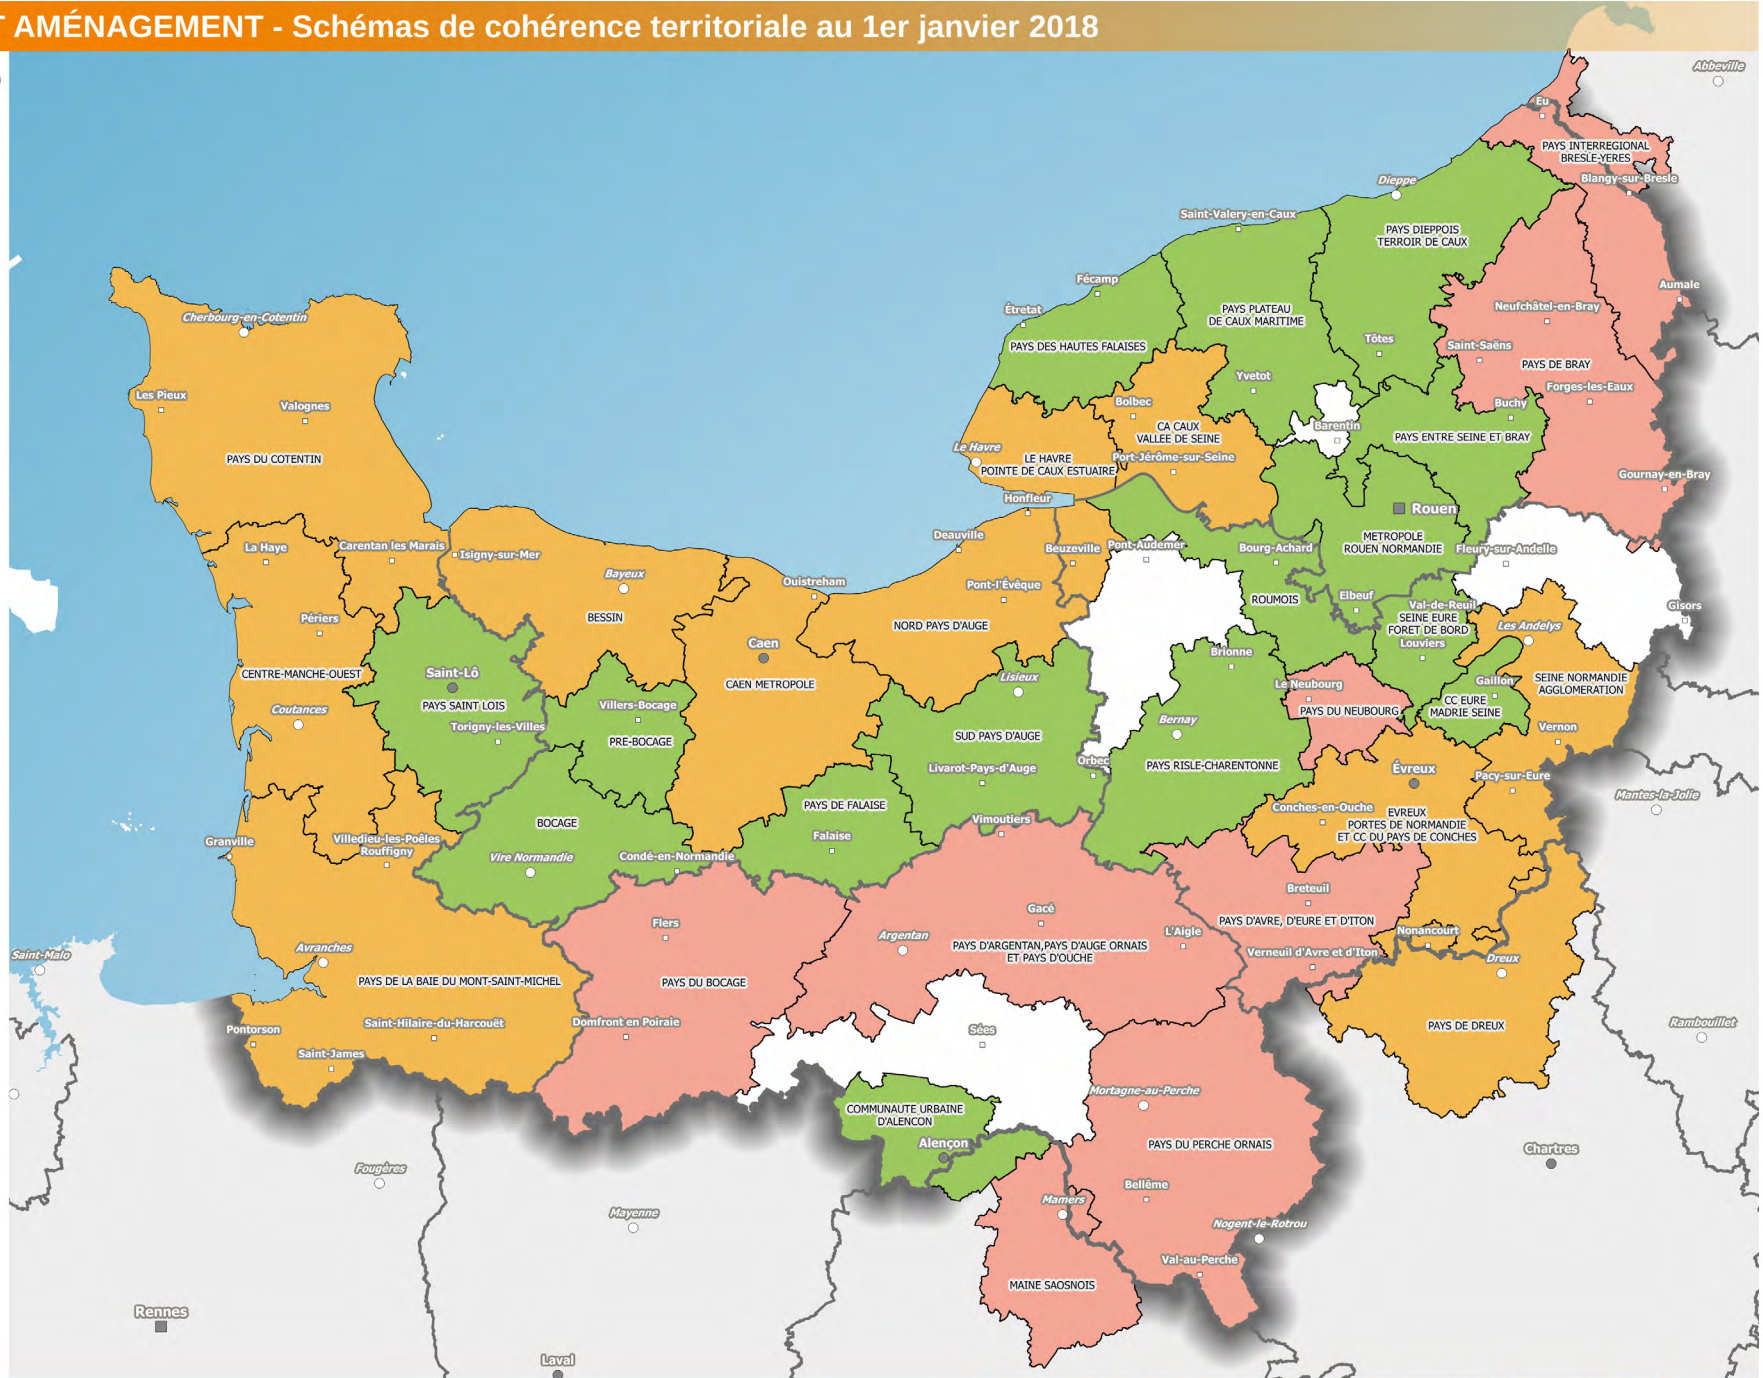 T AMÉNAGEMENT - Schémas de cohérence territoriale au 1er janvier 2018
Abbeville
Eu
PAYS INTERREGIONAL
BRESLE-YERES
Blangy-sur-Bresle
Dieppe
Saint-Valery-en-Caux
PAYS DIEPPOIS
TERROIR DE CAUX
Fécamp
Aumale
Étretat
PAYS PLATEAU
DE CAUX MARITIME
Neufchâtel-en-Bray
Cherbourg-en-Cotentin
PAYS DES HAUTES FALAISES
Tôtes
Saint-Saëns
PAYS DE BRAY
Yvetot
Forges-les-Eaux
Les Pieux
Valognes
Bolbec
Buchy
CA CAUX
VALLEE DE SEINE
Barentin
PAYS ENTRE SEINE ET BRAY
PAYS DU COTENTIN
Le Havre
LE HAVRE
POINTE DE CAUX ESTUAIRE
Port-Jérôme-sur-Seine
Gournay-en-Bray
Honfleur
Rouen
Deauville
METROPOLE
ROUEN NORMANDIE
La Haye
Carentan les Marais
Isigny-sur-Mer
Beuzeville
Pont-Audemer
Bourg-Achard
Fleury-sur-Andelle
Bayeux
Ouistreham
Pont-l'Évêque
ROUMOIS
Elbeuf
Val-de-Reuil
SEINE EURE
FORET DE BORD
Louviers
Gisors
Périers
BESSIN
NORD PAYS D'AUGE
Les Andelys
Caen
Brionne
CENTRE-MANCHE-OUEST
Saint-Lô
CAEN METROPOLE
Lisieux
Le Neubourg
Gaillon
SEINE NORMANDIE
AGGLOMERATION
PAYS SAINT LOIS
Villers-Bocage
PAYS DU NEUBOURG
CC EURE
MADRIE SEINE
Coutances
Torigny-les-Villes
PRE-BOCAGE
SUD PAYS D'AUGE
Bernay
Vernon
Livarot-Pays-d'Auge
Orbec
PAYS RISLE-CHARENTONNE
Évreux
Pacy-sur-Eure
Mantes-la-Jolie
PAYS DE FALAISE
Conches-en-Ouche
EVREUX
PORTES DE NORMANDIE
ET CC DU PAYS DE CONCHES
BOCAGE
Vimoutiers
Granville
Villedieu-les-Poêles
Rouffigny
Falaise
Vire Normandie
Condé-en-Normandie
Breteuil
Flers
Gacé
PAYS D'AVRE, D'EURE ET D'ITON
Argentan
L'Aigle
Nonancourt
Saint-Malo
Avranches
PAYS D'ARGENTAN,PAYS D'AUGE ORNAIS
ET PAYS D'OUCHE
Verneuil d'Avre et d'Iton
Dreux
PAYS DE LA BAIE DU MONT-SAINT-MICHEL
PAYS DU BOCAGE
Pontorson
Saint-Hilaire-du-Harcouët
Domfront en Poiraie
Sées
PAYS DE DREUX
Rambouillet
Saint-James
Mortagne-au-Perche
COMMUNAUTE URBAINE
D'ALENCON
Alençon
PAYS DU PERCHE ORNAIS
Chartres
Fougères
Bellême
Mamers
Mayenne
Nogent-le-Rotrou
Val-au-Perche
MAINE SAOSNOIS
Rennes
Laval